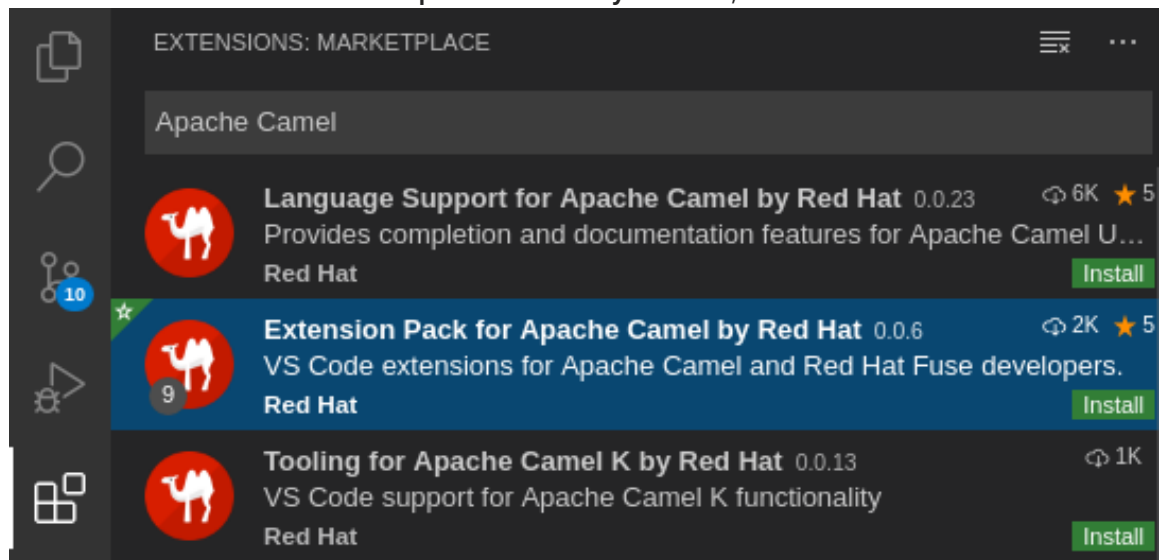 EXTENSIONS: MARKETPLACE
Apache Camel
Language Support for Apache Camel by Red Hat 0.0.23 6K ★ 5
Provides completion and documentation features for Apache Camel U...
Red Hat Install
Extension Pack for Apache Camel by Red Hat 0.0.6 2K ★ 5
VS Code extensions for Apache Camel and Red Hat Fuse developers.
9
Red Hat Install
10
Tooling for Apache Camel K by Red Hat 0.0.13 1K
VS Code support for Apache Camel K functionality
Red Hat Install